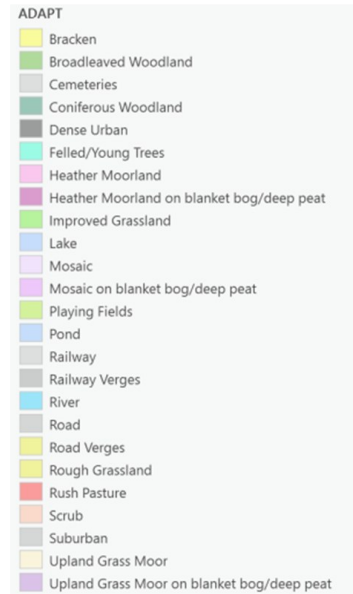 ADAPT
Bracken
Broadleaved Woodland
Cemeteries
Coniferous Woodland
Dense Urban
Felled/Young Trees
Heather Moorland
Heather Moorland on blanket bog/deep peat
Improved Grassland
Lake
Mosaic
Mosaic on blanket bog/deep peat
Playing Fields
Pond
Railway
Railway Verges
River
Road
Road Verges
Rough Grassland
Rush Pasture
Scrub
Suburban
Upland Grass Moor
Upland Grass Moor on blanket bog/deep peat